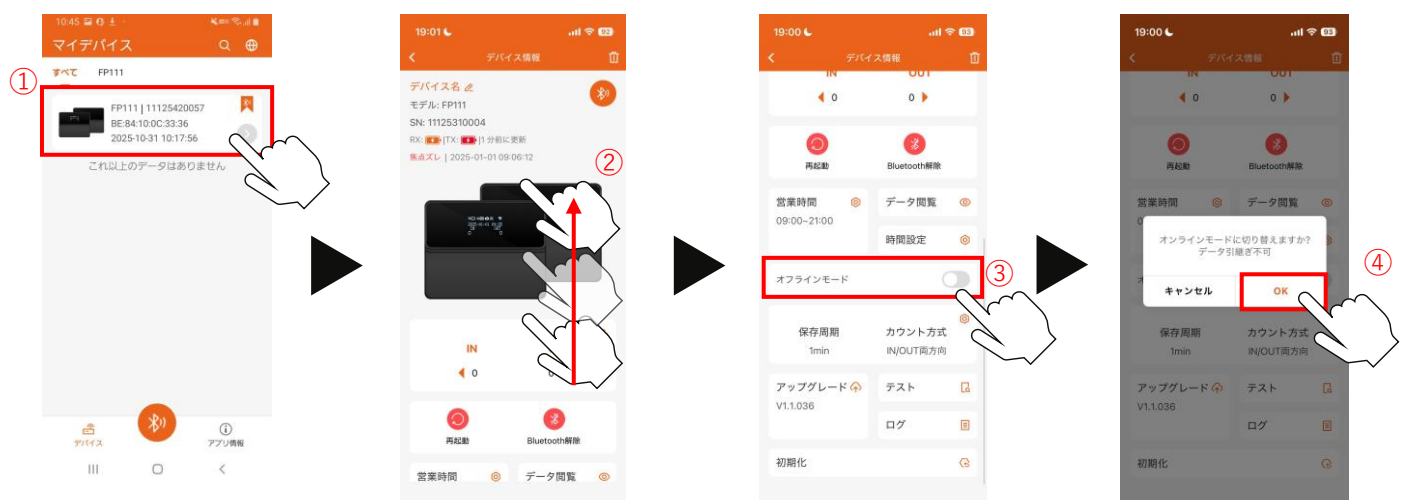 10:45
マイデバイス
すべて FP111
①
FP111 | 11125420057
BE:84:10:0C:33:36
2025-10-31 10:17:56
これ以上のデータはありません
デバイス
アプリ情報
19:01
93
デバイス情報
デバイス名
モデル: FP111
SN: 11125310004
RX: |TX: |1 分前に更新
焦点ズレ | 2025-01-01 09:06:12
②
IN
0
0
再起動
Bluetooth解除
営業時間
データ閲覧
19:00
93
デバイス情報
IN
OUT
0
0
再起動
Bluetooth解除
営業時間
09:00~21:00
データ閲覧
時間設定
オフラインモード
③
保存周期
1min
カウント方式
IN/OUT両方向
アップグレード
V1.1.036
テスト
ログ
初期化
19:00
93
デバイス情報
IN
OUT
0
0
再起動
Bluetooth解除
営業時間
データ閲覧
オンラインモードに切り替えますか?
データ引継ぎ不可
キャンセル
OK
④
保存周期
1min
カウント方式
IN/OUT両方向
アップグレード
V1.1.036
テスト
ログ
初期化